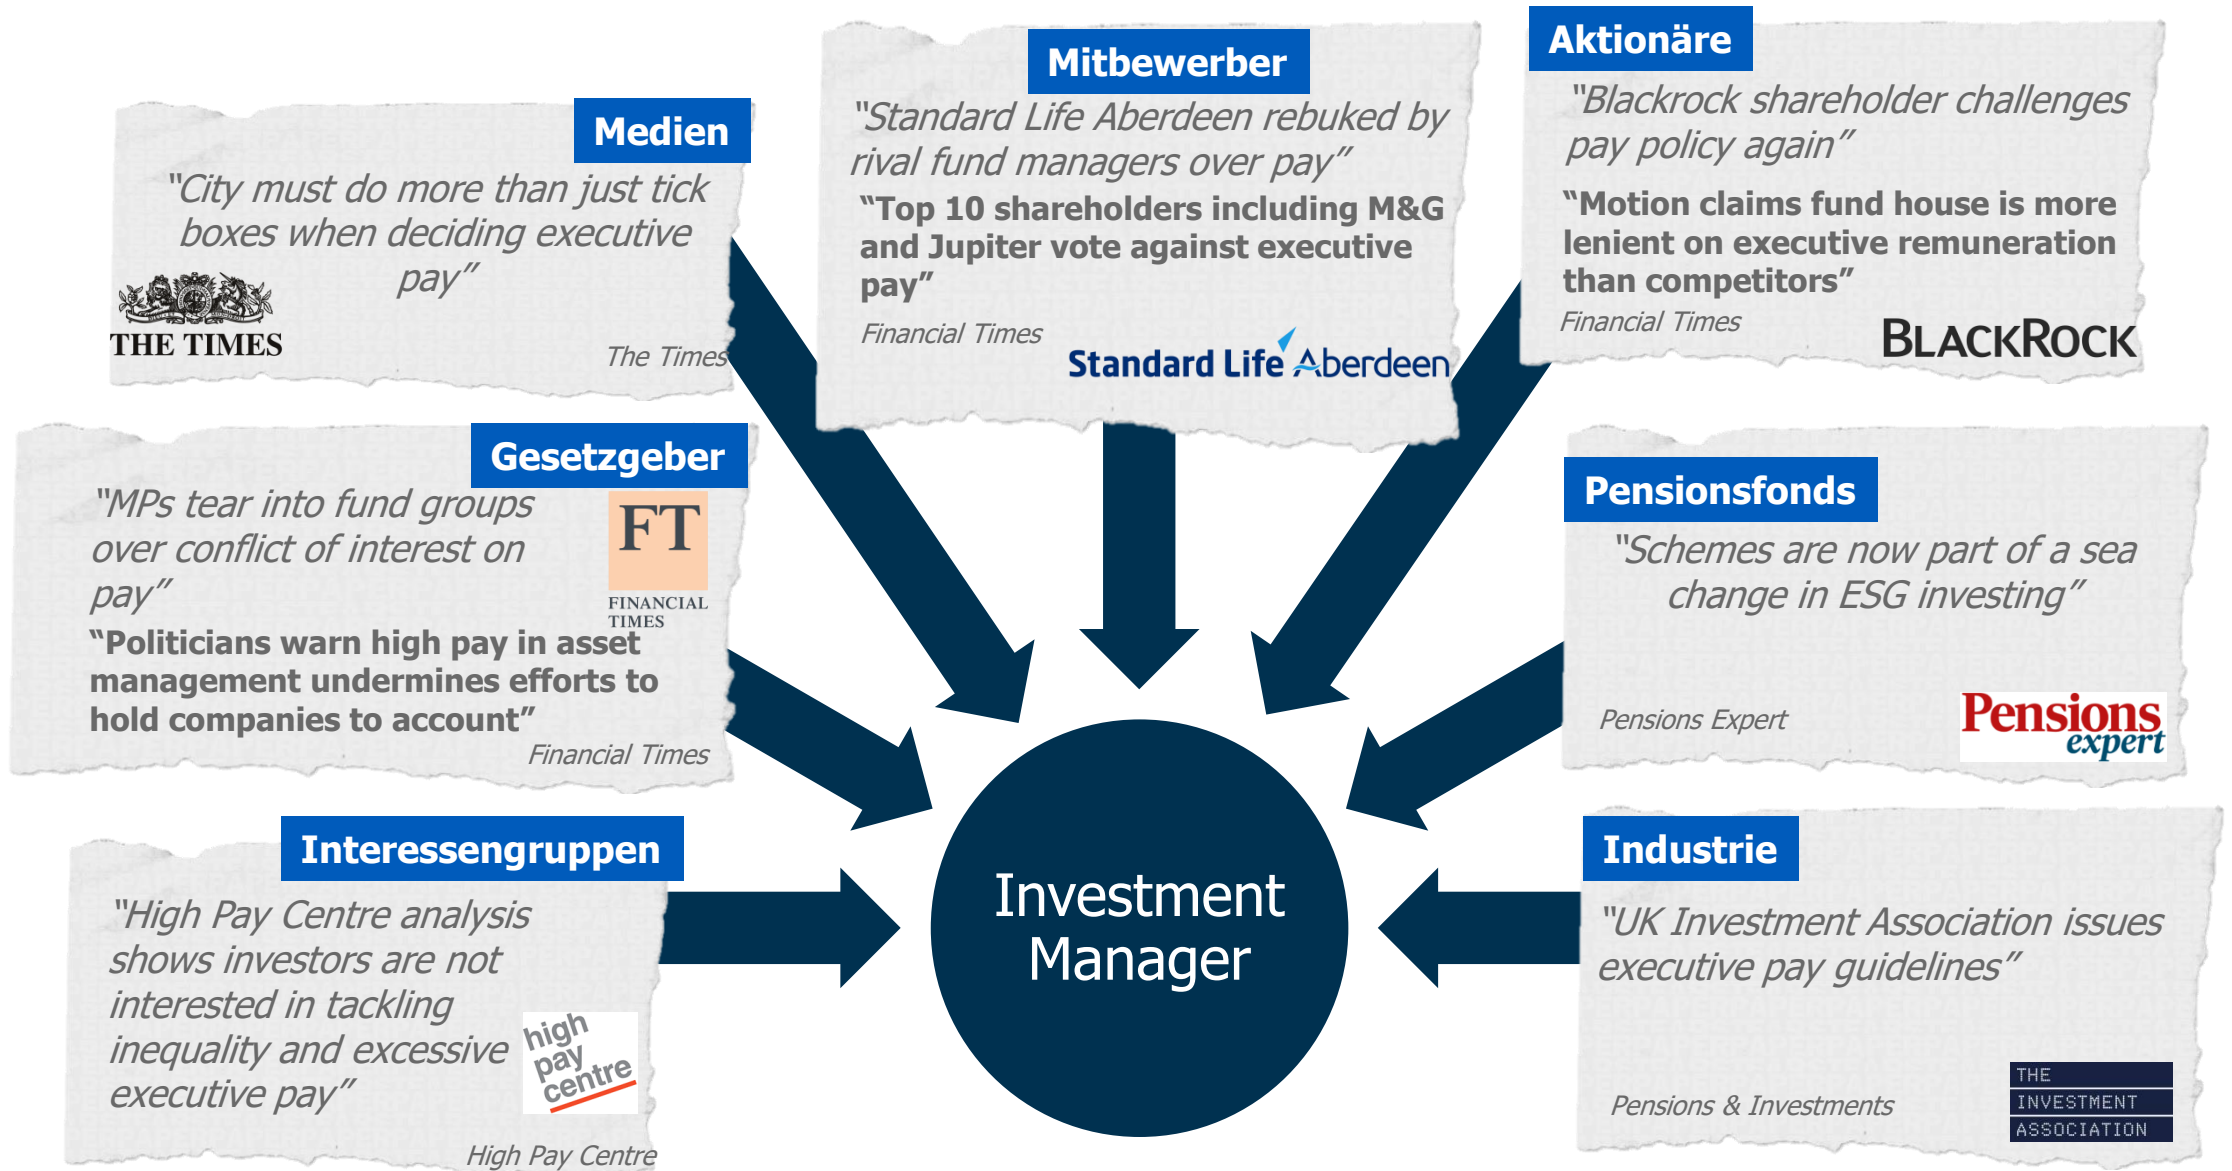 Medien
“City must do more than just tick
boxes when deciding executive
pay”
THE TIMES
The Times
Mitbewerber
“Standard Life Aberdeen rebuked by
rival fund managers over pay”
“Top 10 shareholders including M&G
and Jupiter vote against executive
pay”
Financial Times
Standard Life Aberdeen
Aktionäre
“Blackrock shareholder challenges
pay policy again”
“Motion claims fund house is more
lenient on executive remuneration
than competitors”
Financial Times
BLACKROCK
Gesetzgeber
“MPs tear into fund groups
over conflict of interest on
pay”
FT
FINANCIAL
TIMES
“Politicians warn high pay in asset
management undermines efforts to
hold companies to account”
Financial Times
Pensionsfonds
“Schemes are now part of a sea
change in ESG investing”
Pensions Expert
Pensions
expert
Interessengruppen
“High Pay Centre analysis
shows investors are not
interested in tackling
inequality and excessive
executive pay”
high
pay
centre
High Pay Centre
Investment
Manager
Industrie
“UK Investment Association issues
executive pay guidelines”
Pensions & Investments
THE
INVESTMENT
ASSOCIATION